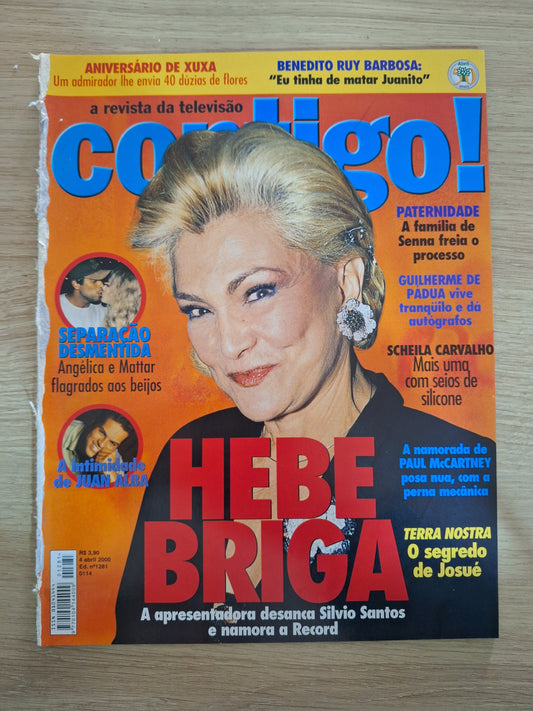 ANIVERSÁRIO DE XUXA
Um admirador lhe envia 40 dúzias de flores
BENEDITO RUY BARBOSA:
“Eu tinha de matar Juanito”
Abril
a revista da televisão
contigo!
PATERNIDADE
A família de
Senna freia o
processo
GUILHERME DE
PÁDUA vive
tranqüilo e dá
autógrafos
SCHEILA CARVALHO
Mais uma
com seios de
silicone
SEPARAÇÃO
DESMENTIDA
Angélica e Mattar
flagrados aos beijos
A intimidade
de JUAN ALBA
A namorada de
PAUL McCARTNEY
posa nua, com a
perna mecânica
TERRA NOSTRA
O segredo
de Josué
HEBE
BRIGA
A apresentadora desanca Silvio Santos
e namora a Record
R$ 3,90
4 abril 2000
Ed. nº1281
0114